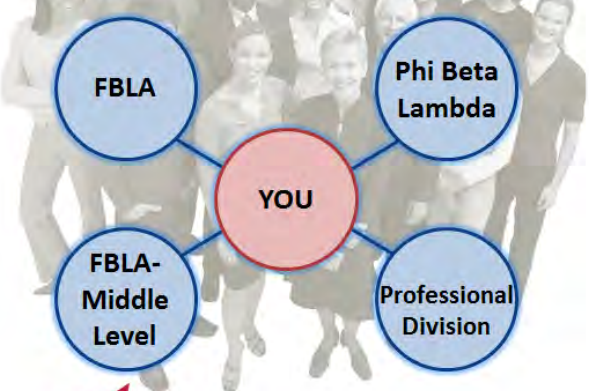 FBLA
Phi Beta
Lambda
YOU
FBLA-
Middle
Level
Professional
Division